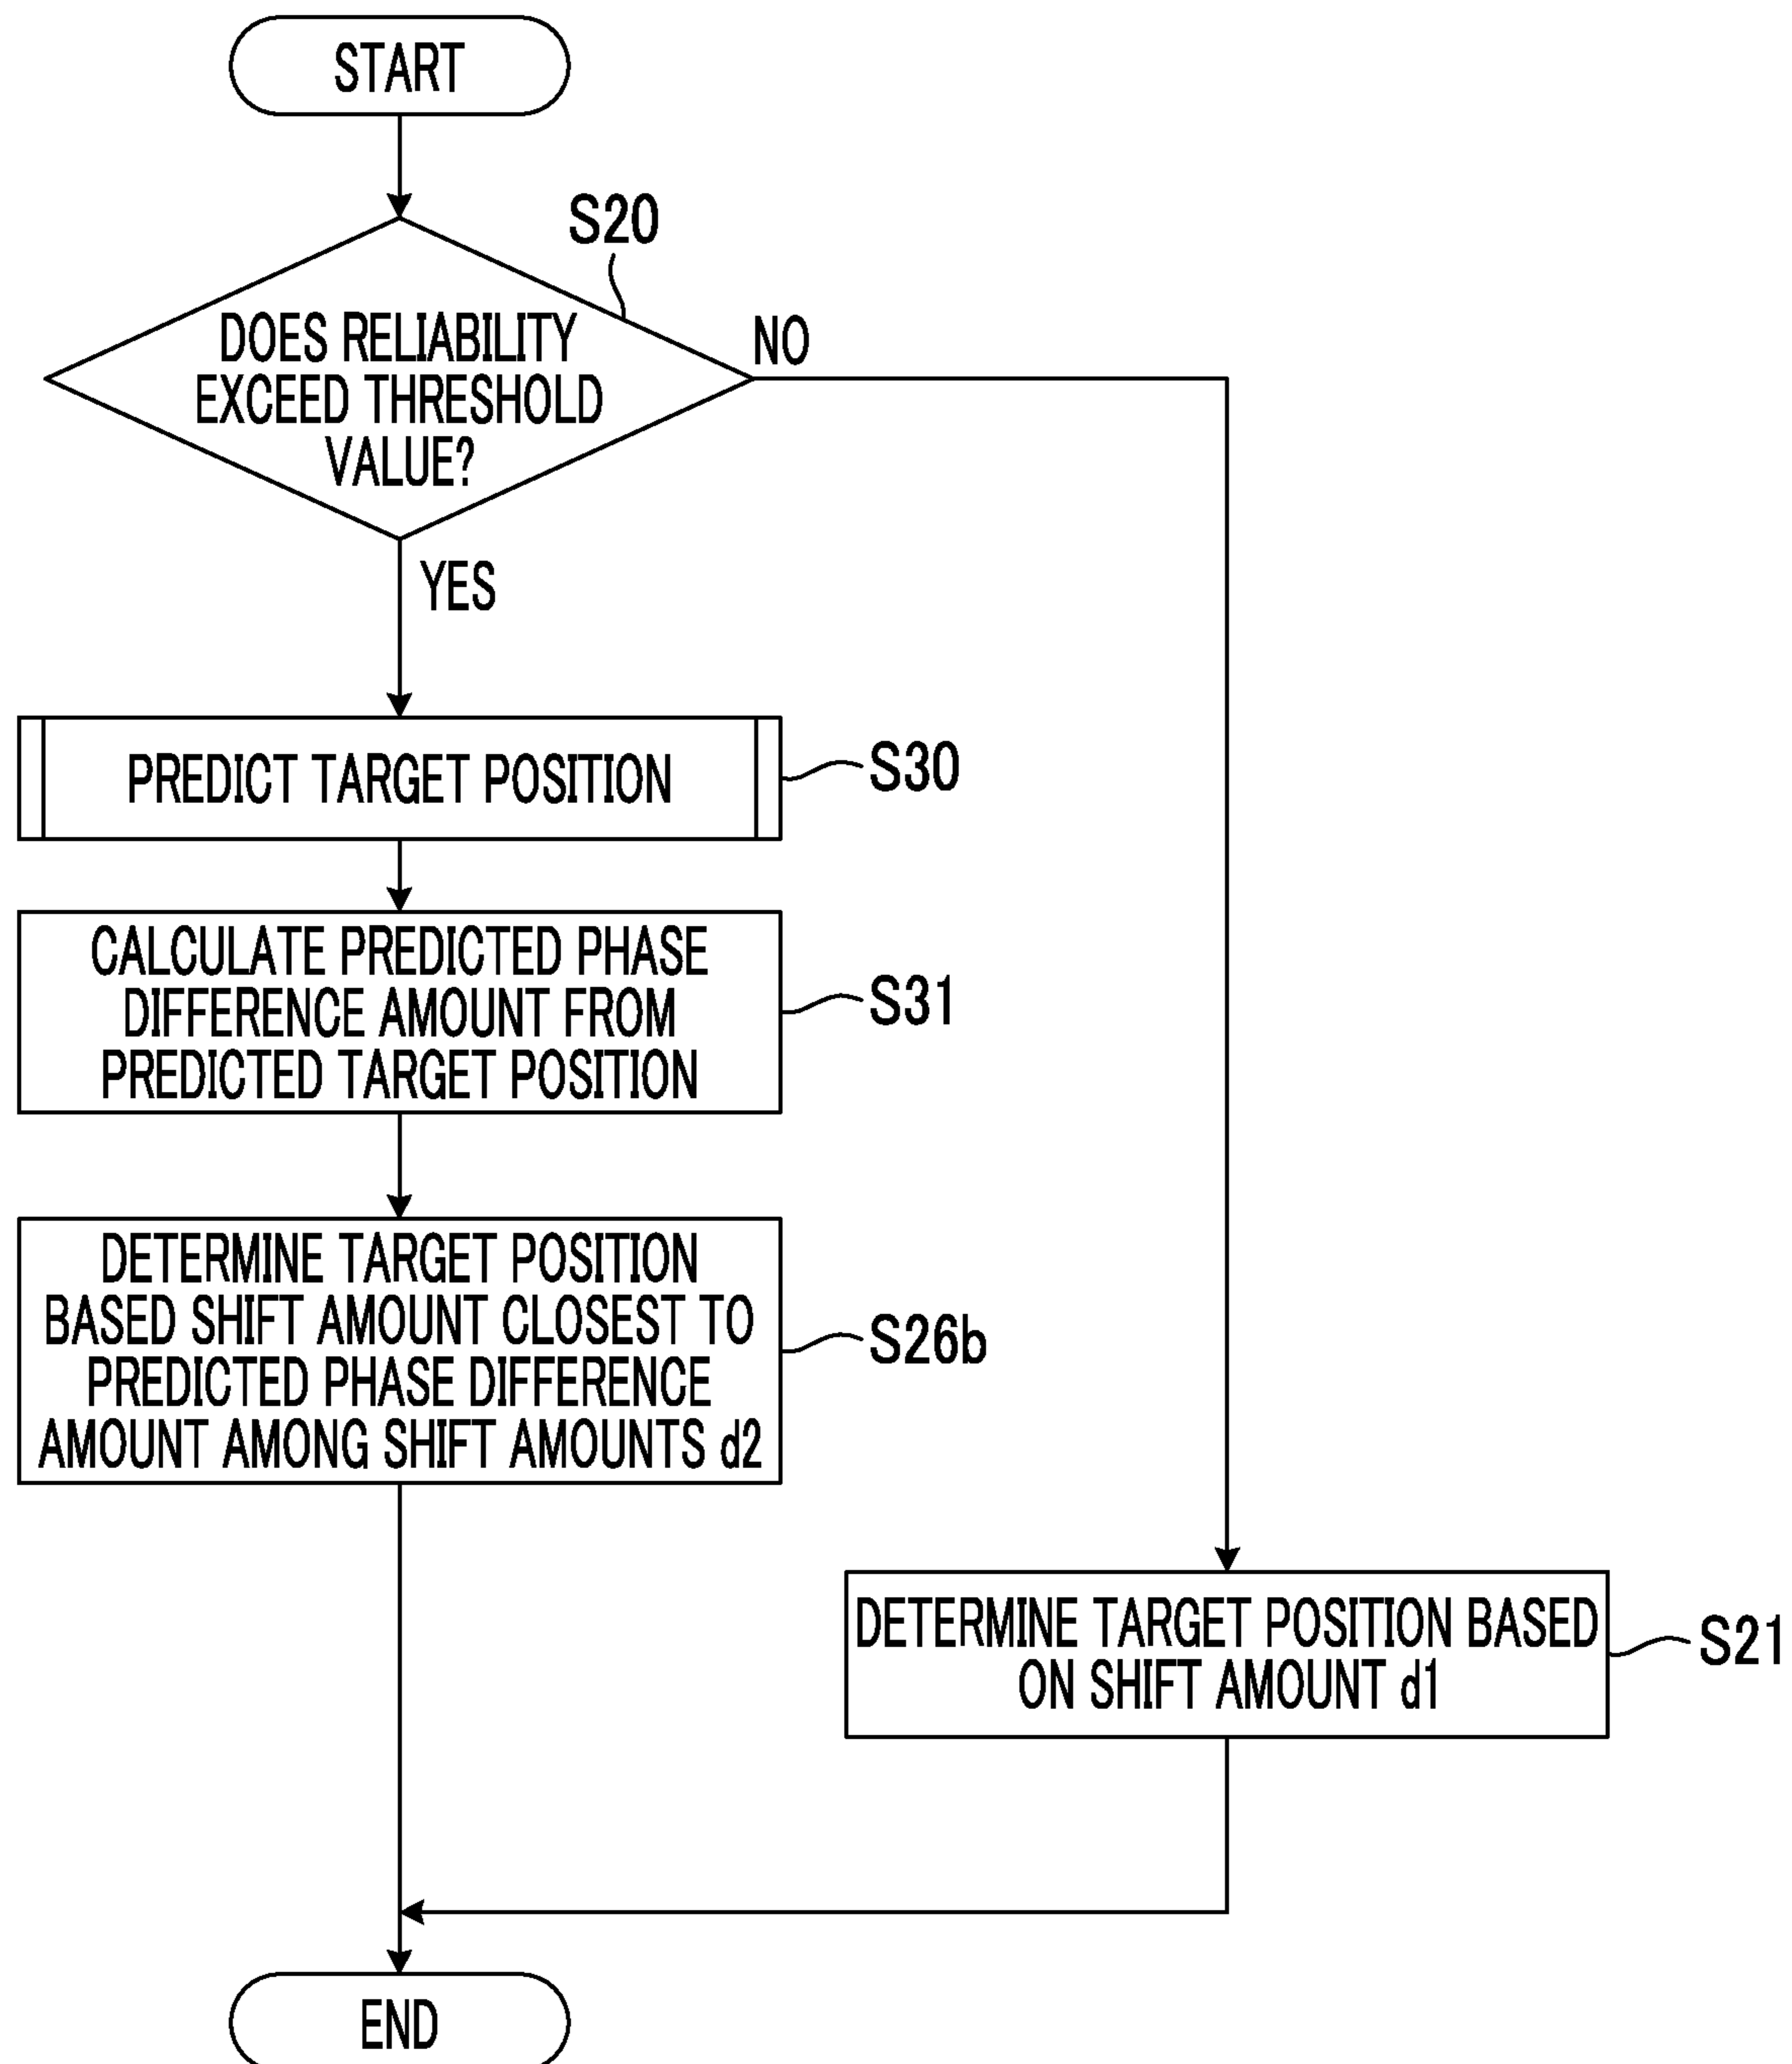 START
S20
DOES RELIABILITY
EXCEED THRESHOLD
VALUE?
NO
YES
PREDICT TARGET POSITION
S30
CALCULATE PREDICTED PHASE
DIFFERENCE AMOUNT FROM
PREDICTED TARGET POSITION
S31
DETERMINE TARGET POSITION
BASED SHIFT AMOUNT CLOSEST TO
PREDICTED PHASE DIFFERENCE
AMOUNT AMONG SHIFT AMOUNTS d2
S26b
DETERMINE TARGET POSITION BASED
ON SHIFT AMOUNT d1
S21
END